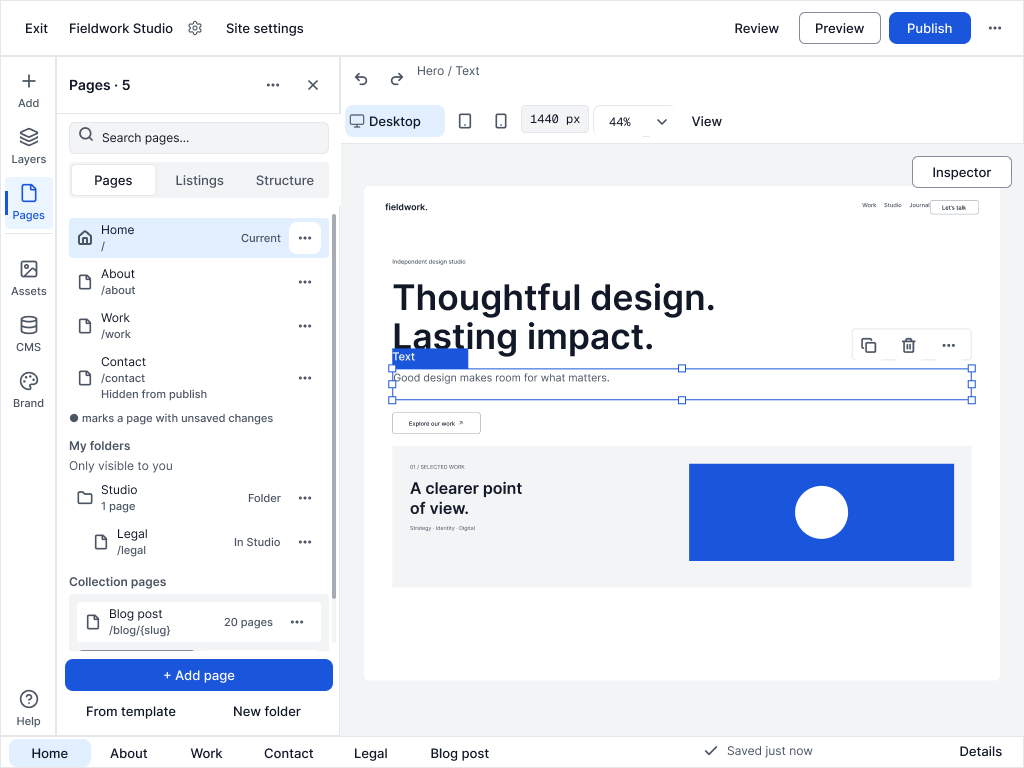 Exit
Fieldwork Studio
Site settings
Review
Preview
Publish
Add
Layers
Pages
Assets
CMS
Brand
Help
Pages · 5
Search pages...
Pages
Listings
Structure
Home
/
Current
About
/about
Work
/work
Contact
/contact
Hidden from publish
marks a page with unsaved changes
My folders
Only visible to you
Studio
1 page
Folder
Legal
/legal
In Studio
Collection pages
Blog post
/blog/{slug}
20 pages
+ Add page
From template
New folder
Hero / Text
Desktop
1440 px
44%
View
Inspector
fieldwork.
Work
Studio
Journal
Let's talk
Independent design studio
Thoughtful design.
Lasting impact.
Text
Good design makes room for what matters.
Explore our work ↗
01 / SELECTED WORK
A clearer point
of view.
Strategy · Identity · Digital
Home
About
Work
Contact
Legal
Blog post
Saved just now
Details